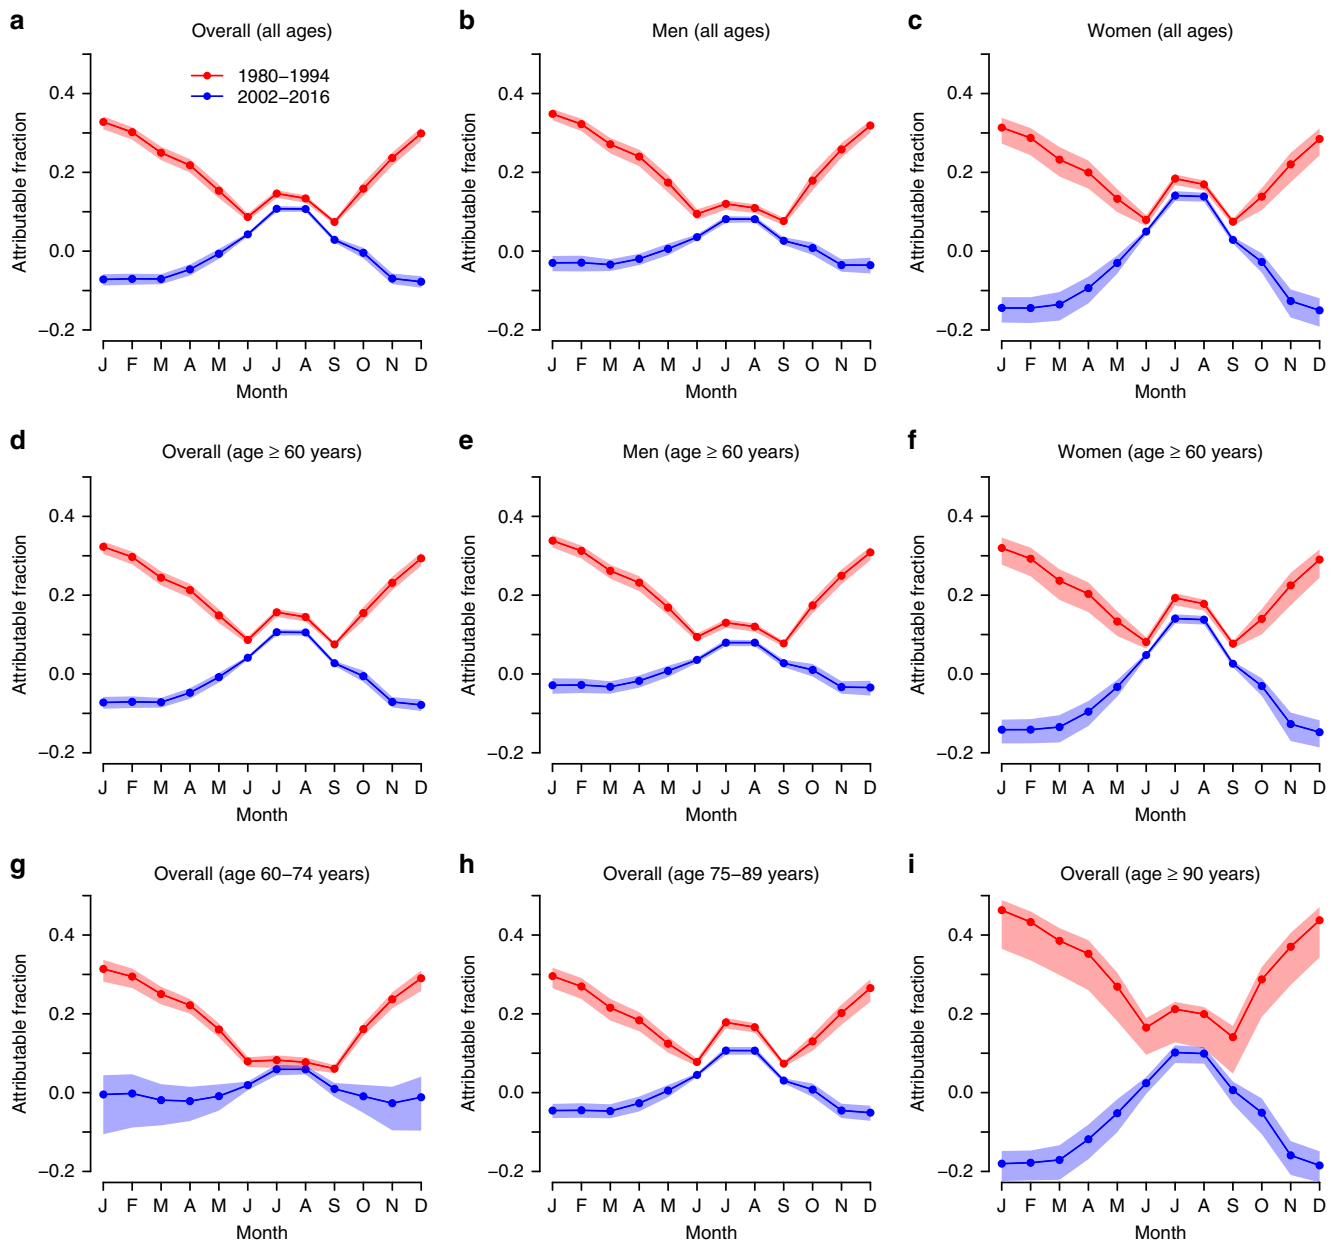 a Overall (all ages)
1980−1994
2002−2016
Attributable fraction
0.4
0.2
0.0
−0.2
J F M A M J J A S O N D
Month
b Men (all ages)
Attributable fraction
0.4
0.2
0.0
−0.2
J F M A M J J A S O N D
Month
c Women (all ages)
Attributable fraction
0.4
0.2
0.0
−0.2
J F M A M J J A S O N D
Month
d Overall (age ≥ 60 years)
Attributable fraction
0.4
0.2
0.0
−0.2
J F M A M J J A S O N D
Month
e Men (age ≥ 60 years)
Attributable fraction
0.4
0.2
0.0
−0.2
J F M A M J J A S O N D
Month
f Women (age ≥ 60 years)
Attributable fraction
0.4
0.2
0.0
−0.2
J F M A M J J A S O N D
Month
g Overall (age 60−74 years)
Attributable fraction
0.4
0.2
0.0
−0.2
J F M A M J J A S O N D
Month
h Overall (age 75−89 years)
Attributable fraction
0.4
0.2
0.0
−0.2
J F M A M J J A S O N D
Month
i Overall (age ≥ 90 years)
Attributable fraction
0.4
0.2
0.0
−0.2
J F M A M J J A S O N D
Month